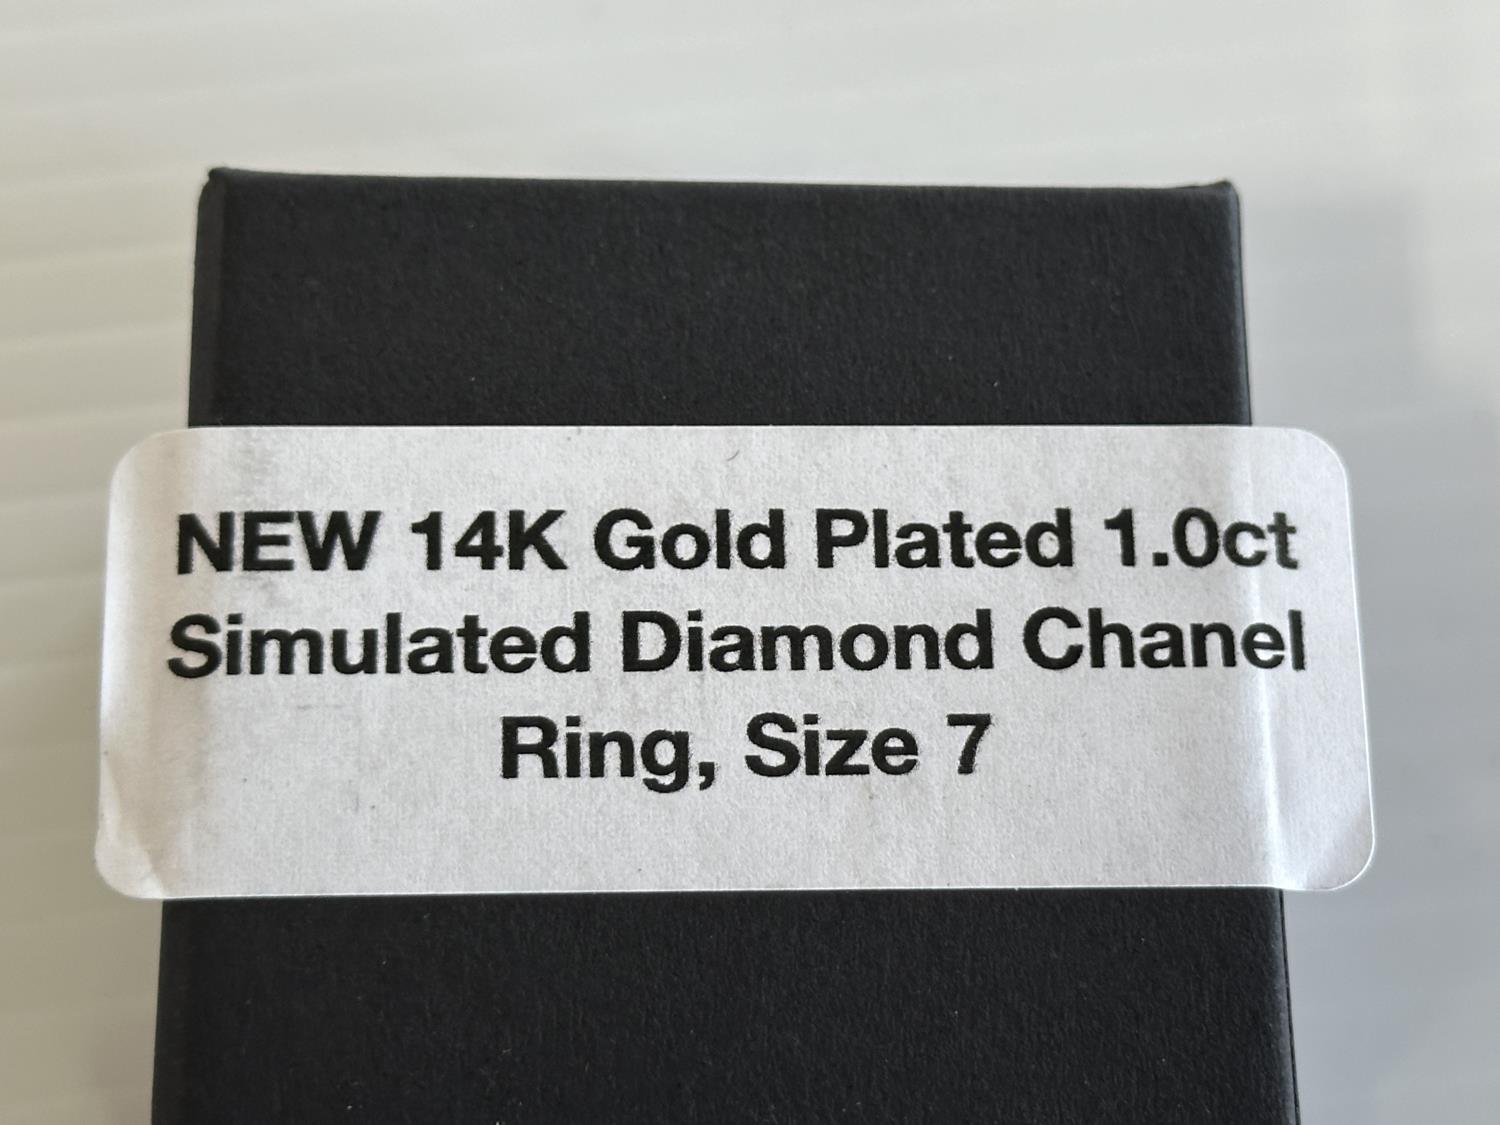 NEW 14K Gold Plated 1.0ct
Simulated Diamond Chanel
Ring, Size 7